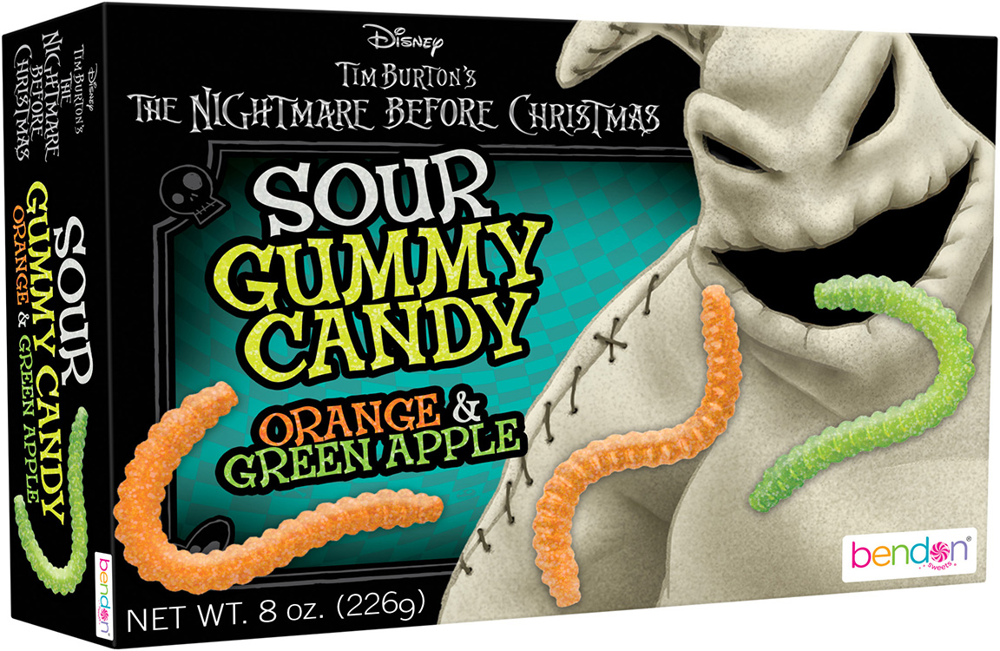 Disney
TIM BURTON'S
THE NIGHTMARE BEFORE CHRISTMAS
SOUR
GUMMY
CANDY
ORANGE &
GREEN APPLE
NET WT. 8 oz. (226g)
bendon®
sweets
Disney
TIM BURTON'S
THE
NIGHTMARE
BEFORE
CHRISTMAS
SOUR
GUMMY CANDY
ORANGE & GREEN APPLE
bendon
sweets